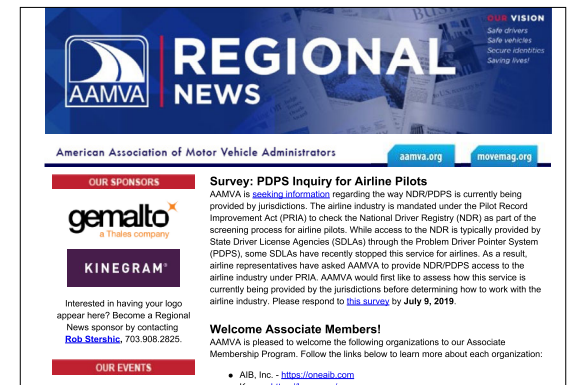 AAMVA
REGIONAL
NEWS
OUR VISION
Safe drivers
Safe vehicles
Secure identities
Saving lives!
American Association of Motor Vehicle Administrators
aamva.org
movemag.org
OUR SPONSORS
gemalto
a Thales company
KINEGRAM®
Interested in having your logo
appear here? Become a Regional
News sponsor by contacting
Rob Stershic, 703.908.2825.
OUR EVENTS
Survey: PDPS Inquiry for Airline Pilots
AAMVA is seeking information regarding the way NDR/PDPS is currently being
provided by jurisdictions. The airline industry is mandated under the Pilot Record
Improvement Act (PRIA) to check the National Driver Registry (NDR) as part of the
screening process for airline pilots. While access to the NDR is typically provided by
State Driver License Agencies (SDLAs) through the Problem Driver Pointer System
(PDPS), some SDLAs have recently stopped this service for airlines. As a result,
airline representatives have asked AAMVA to provide NDR/PDPS access to the
airline industry under PRIA. AAMVA would first like to assess how this service is
currently being provided by the jurisdictions before determining how to work with the
airline industry. Please respond to this survey by July 9, 2019.
Welcome Associate Members!
AAMVA is pleased to welcome the following organizations to our Associate
Membership Program. Follow the links below to learn more about each organization:
● AIB, Inc. - https://oneaib.com